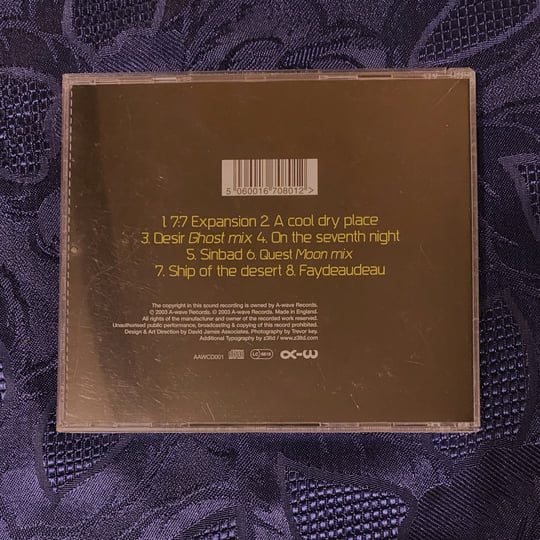 5 060016 708012 >
1. 7:7 Expansion 2. A cool dry place
3. Desir Ghost mix 4. On the seventh night
5. Sinbad 6. Quest Moon mix
7. Ship of the desert 8. Faydeaudeau
The copyright in this sound recording is owned by A-wave Records.
℗ 2003 A-wave Records. © 2003 A-wave Records. Made in England.
All rights of the manufacturer and owner of the recorded work reserved.
Unauthorised public performance, broadcasting & copying of this record prohibited.
Design & Art Direction by David James Associates. Photography by Trevor key.
Additional Typography by z3ltd / www.z3ltd.com
AAWCD001 LC 6818 α-ω